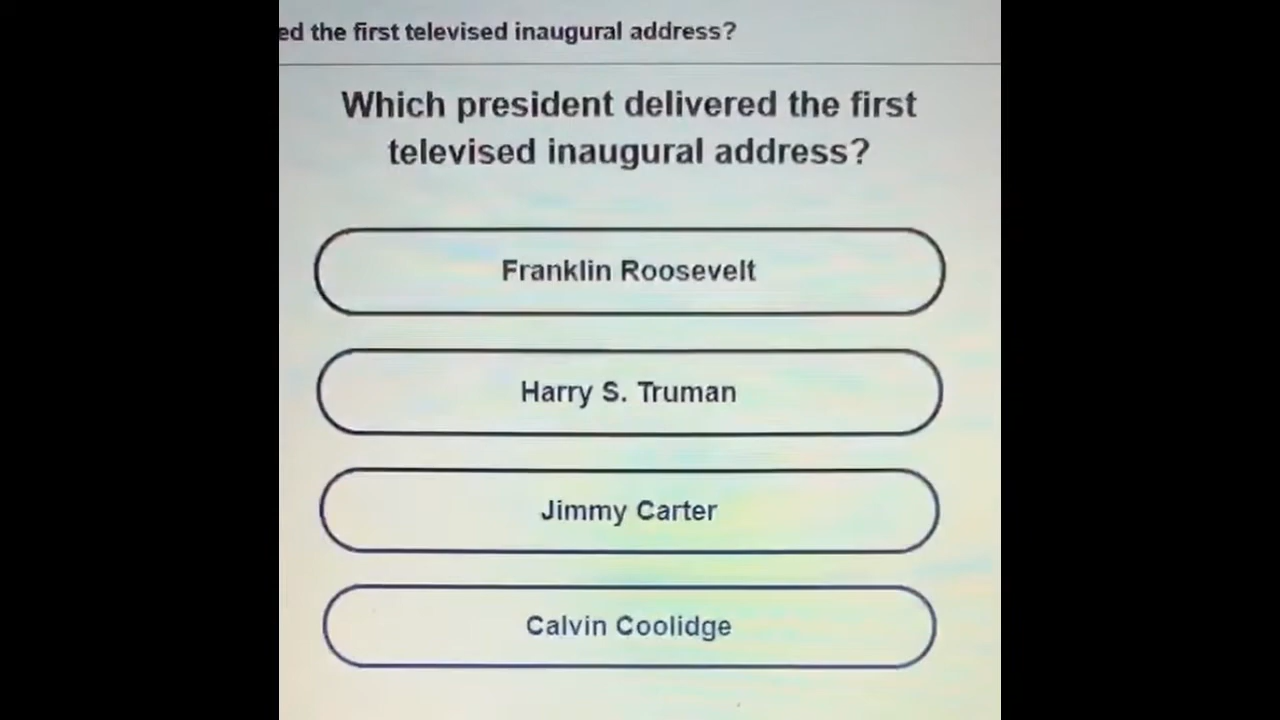 ed the first televised inaugural address?
Which president delivered the first
televised inaugural address?
Franklin Roosevelt
Harry S. Truman
Jimmy Carter
Calvin Coolidge